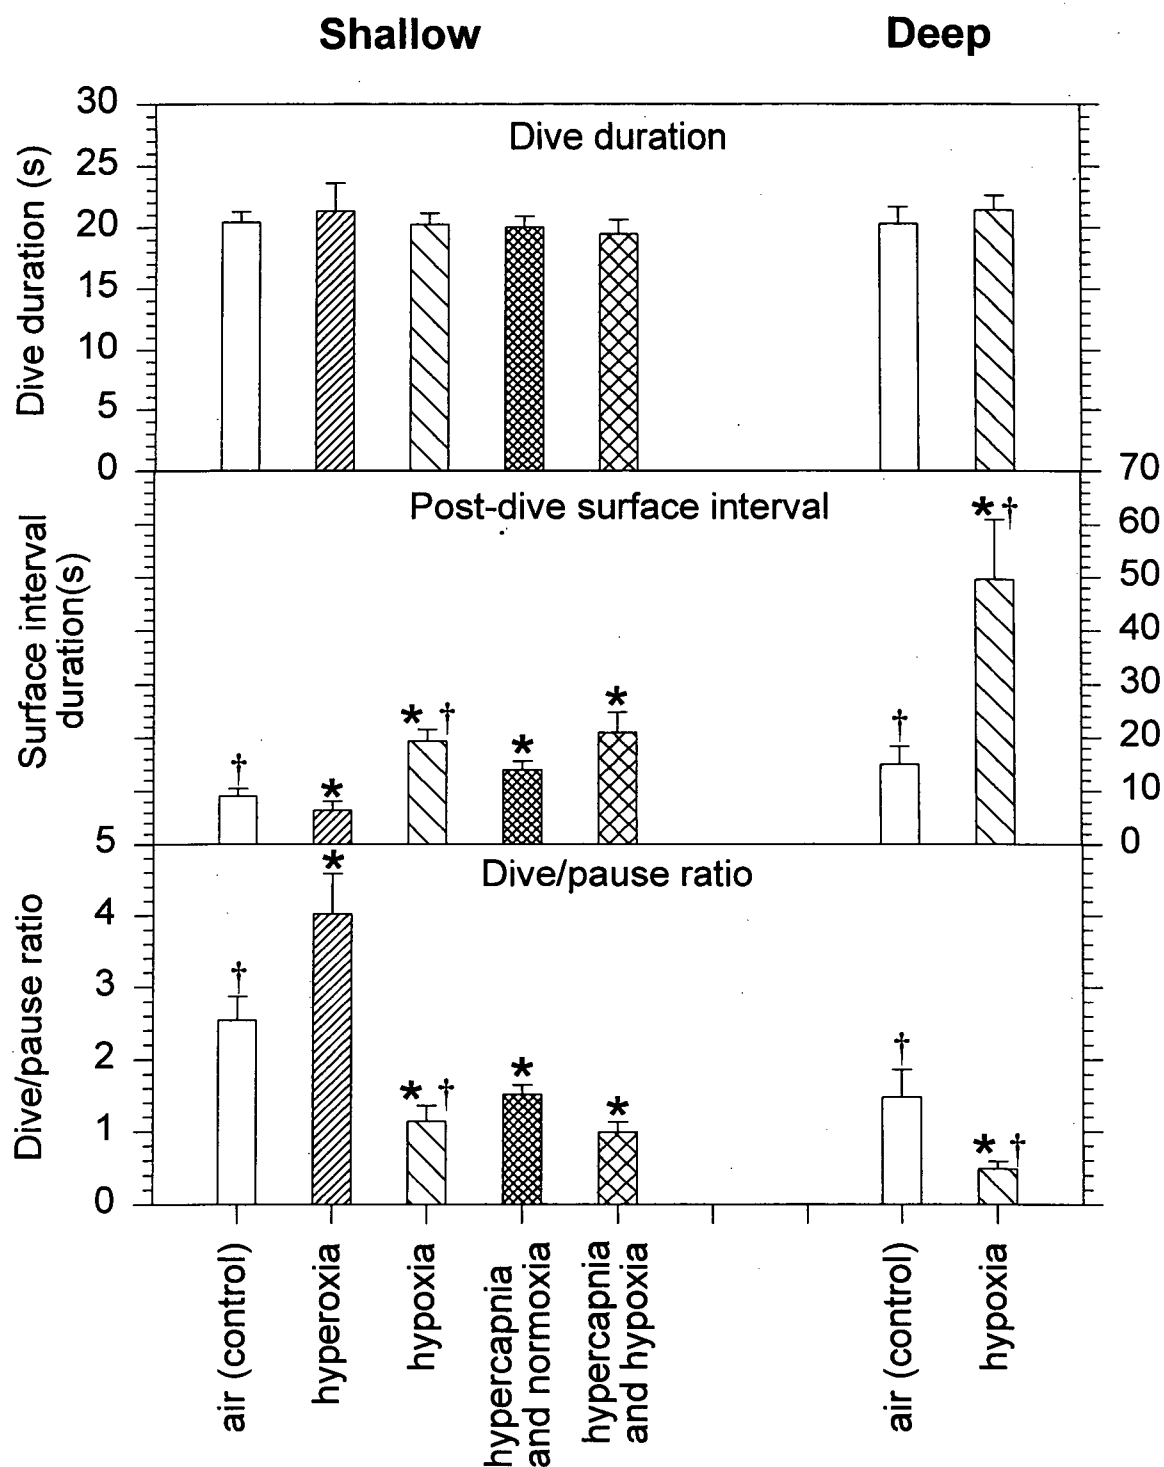 Shallow Deep
30
Dive duration
25
20
15
10
5
0
Dive duration (s)
70
Post-dive surface interval
* †
60
50
40
30
20
10
0
Surface interval
duration(s)
†
*
* †
*
*
†
5
*
Dive/pause ratio
4
3
2
1
0
Dive/pause ratio
†
* †
*
*
†
* †
air (control)
hyperoxia
hypoxia
hypercapnia
and normoxia
hypercapnia
and hypoxia
air (control)
hypoxia